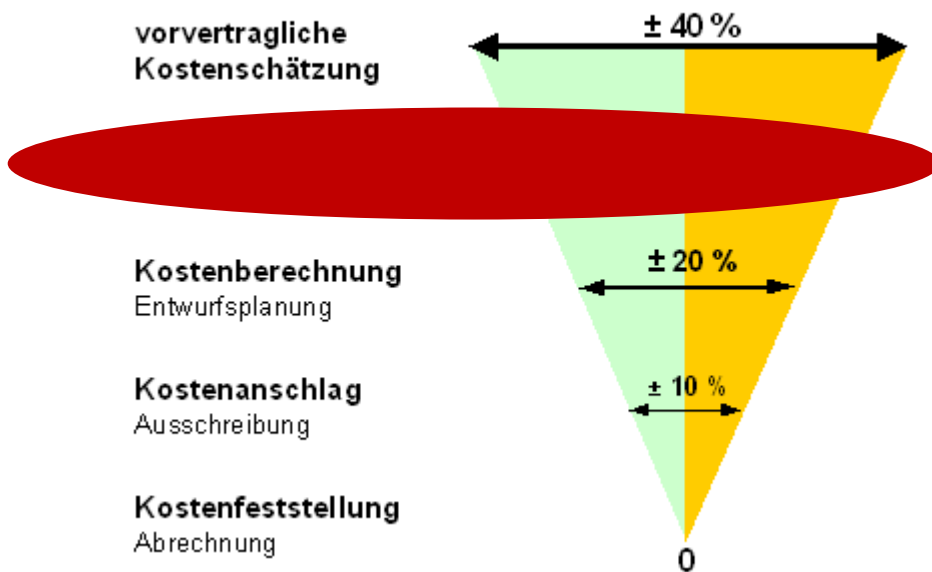 vorvertragliche
Kostenschätzung
± 40 %
Kostenberechnung
Entwurfsplanung
± 20 %
Kostenanschlag
Ausschreibung
± 10 %
Kostenfeststellung
Abrechnung
0